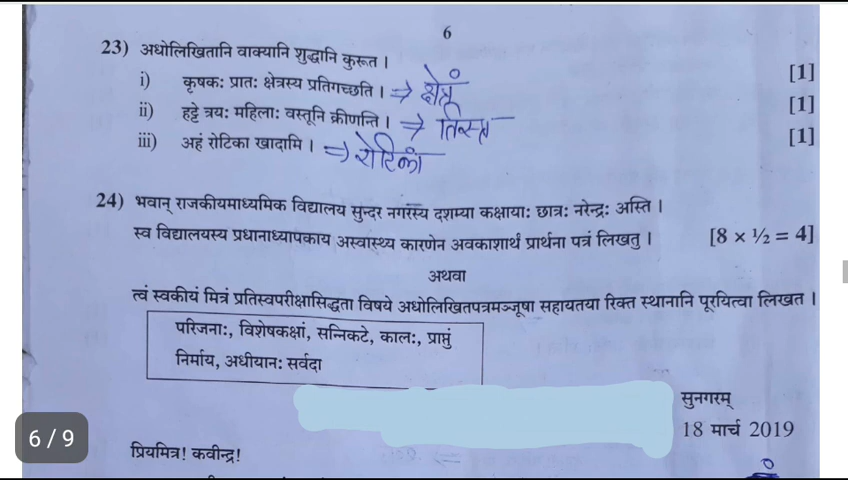 6
23) अधोलिखितानि वाक्यानि शुद्धानि कुरूत ।
i) कृषकः प्रातः क्षेत्रस्य प्रतिगच्छति । => क्षेत्रं [1]
ii) हट्टे त्रयः महिलाः वस्तूनि क्रीणन्ति । => तिस्त्र [1]
iii) अहं रोटिका खादामि । => रोटिकां [1]
24) भवान् राजकीयमाध्यमिक विद्यालय सुन्दर नगरस्य दशम्या कक्षायाः छात्रः नरेन्द्रः अस्ति ।
स्व विद्यालयस्य प्रधानाध्यापकाय अस्वास्थ्य कारणेन अवकाशार्थं प्रार्थना पत्रं लिखतु । [8 × ½ = 4]
अथवा
त्वं स्वकीयं मित्रं प्रतिस्वपरीक्षासिद्धता विषये अधोलिखितपत्रमञ्जूषा सहायतया रिक्त स्थानानि पूरयित्वा लिखत ।
परिजनाः, विशेषकक्षां, सन्निकटे, कालः, प्राप्तुं
निर्माय, अधीयानः सर्वदा
सुनगरम्
18 मार्च 2019
6 / 9
प्रियमित्र! कवीन्द्र!